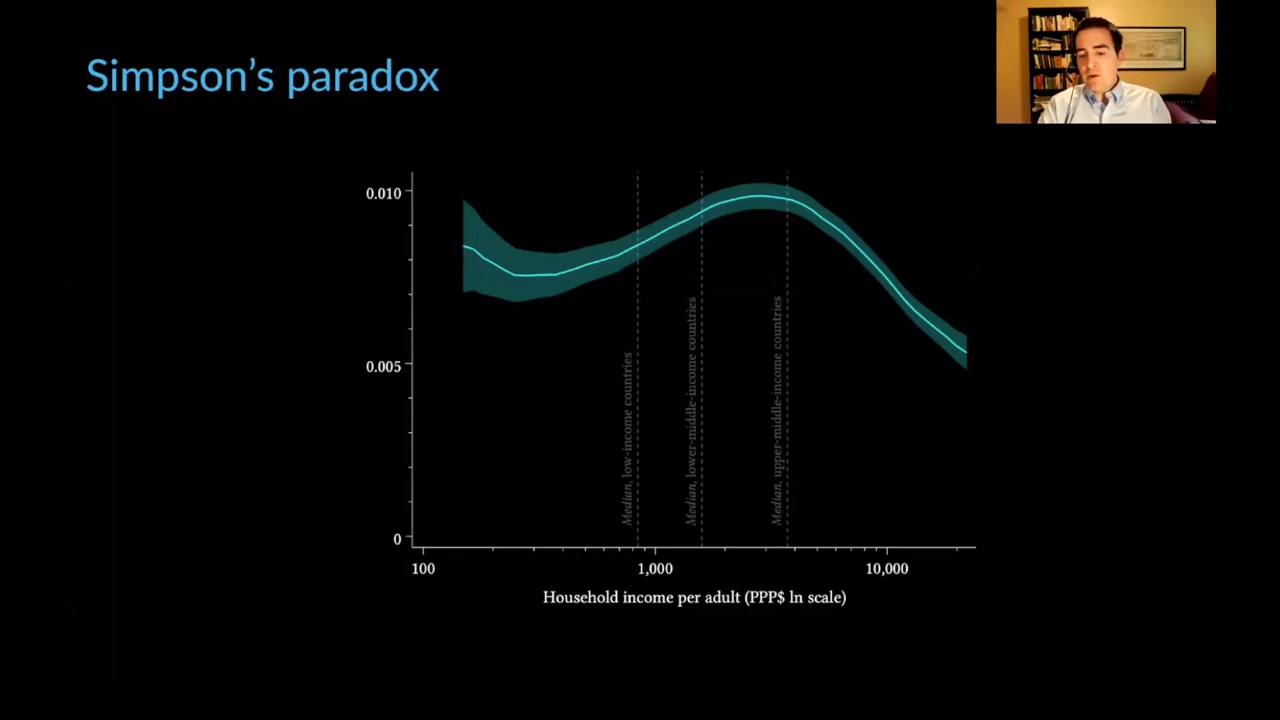 Simpson’s paradox
0.010
0.005
0
Median, low-income countries
Median, lower-middle-income countries
Median, upper-middle-income countries
100
1,000
10,000
Household income per adult (PPP$ ln scale)